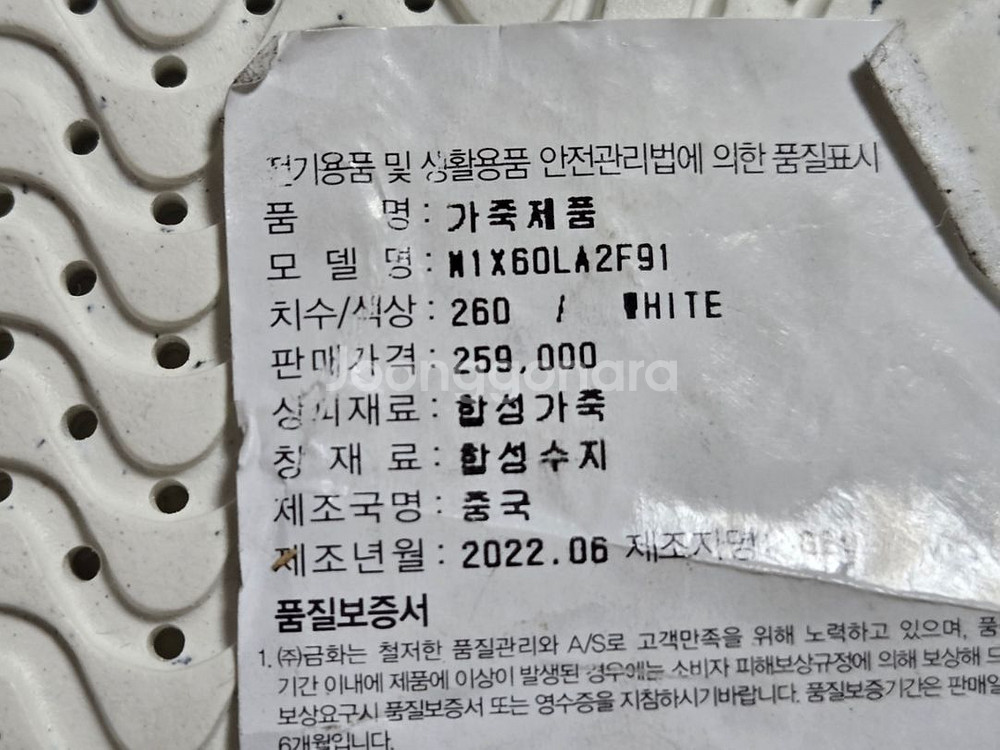 전기용품 및 생활용품 안전관리법에 의한 품질표시
품 명 : 가죽제품
모 델 명 : M1X60LA2F91
치수/색상 : 260 / WHITE
판매가격 : 259,000
Joonggonara
상피재료 : 합성가죽
창 재 료 : 합성수지
제조국명 : 중국
제조년월 : 2022.06 제조자명 :
품질보증서
1. (주)금화는 철저한 품질관리와 A/S로 고객만족을 위해 노력하고 있으며, 품
기간 이내에 제품에 이상이 발생된 경우에는 소비자 피해보상규정에 의해 보상해 드
보상요구시 품질보증서 또는 영수증을 지참하시기바랍니다. 품질보증기간은 판매일
6개월입니다.